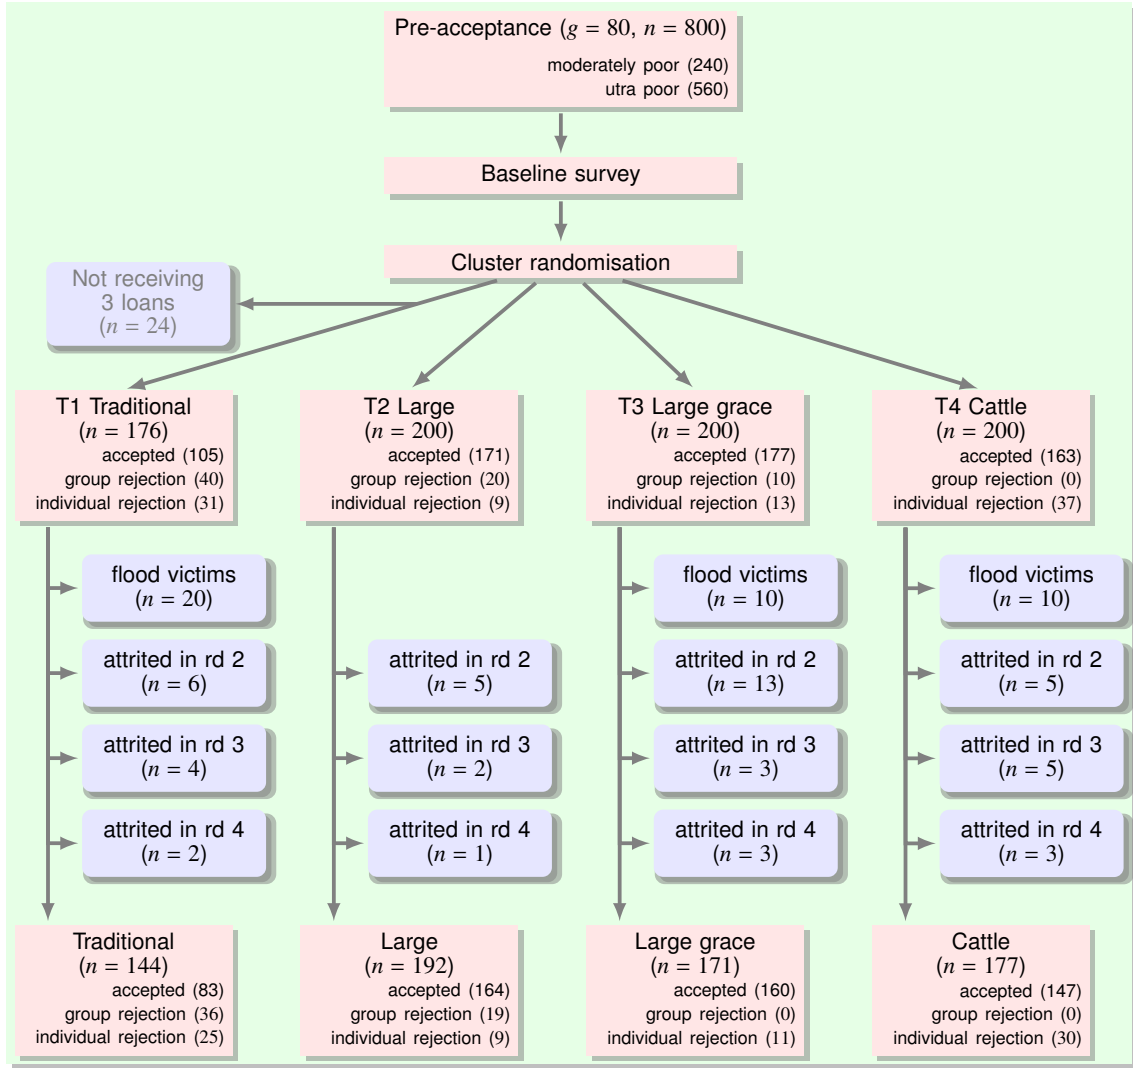 Pre-acceptance (g = 80, n = 800)
moderately poor (240)
utra poor (560)
Baseline survey
Cluster randomisation
Not receiving
3 loans
(n = 24)
T1 Traditional
(n = 176)
accepted (105)
group rejection (40)
individual rejection (31)
T2 Large
(n = 200)
accepted (171)
group rejection (20)
individual rejection (9)
T3 Large grace
(n = 200)
accepted (177)
group rejection (10)
individual rejection (13)
T4 Cattle
(n = 200)
accepted (163)
group rejection (0)
individual rejection (37)
flood victims
(n = 20)
attrited in rd 2
(n = 6)
attrited in rd 3
(n = 4)
attrited in rd 4
(n = 2)
attrited in rd 2
(n = 5)
attrited in rd 3
(n = 2)
attrited in rd 4
(n = 1)
flood victims
(n = 10)
attrited in rd 2
(n = 13)
attrited in rd 3
(n = 3)
attrited in rd 4
(n = 3)
flood victims
(n = 10)
attrited in rd 2
(n = 5)
attrited in rd 3
(n = 5)
attrited in rd 4
(n = 3)
Traditional
(n = 144)
accepted (83)
group rejection (36)
individual rejection (25)
Large
(n = 192)
accepted (164)
group rejection (19)
individual rejection (9)
Large grace
(n = 171)
accepted (160)
group rejection (0)
individual rejection (11)
Cattle
(n = 177)
accepted (147)
group rejection (0)
individual rejection (30)